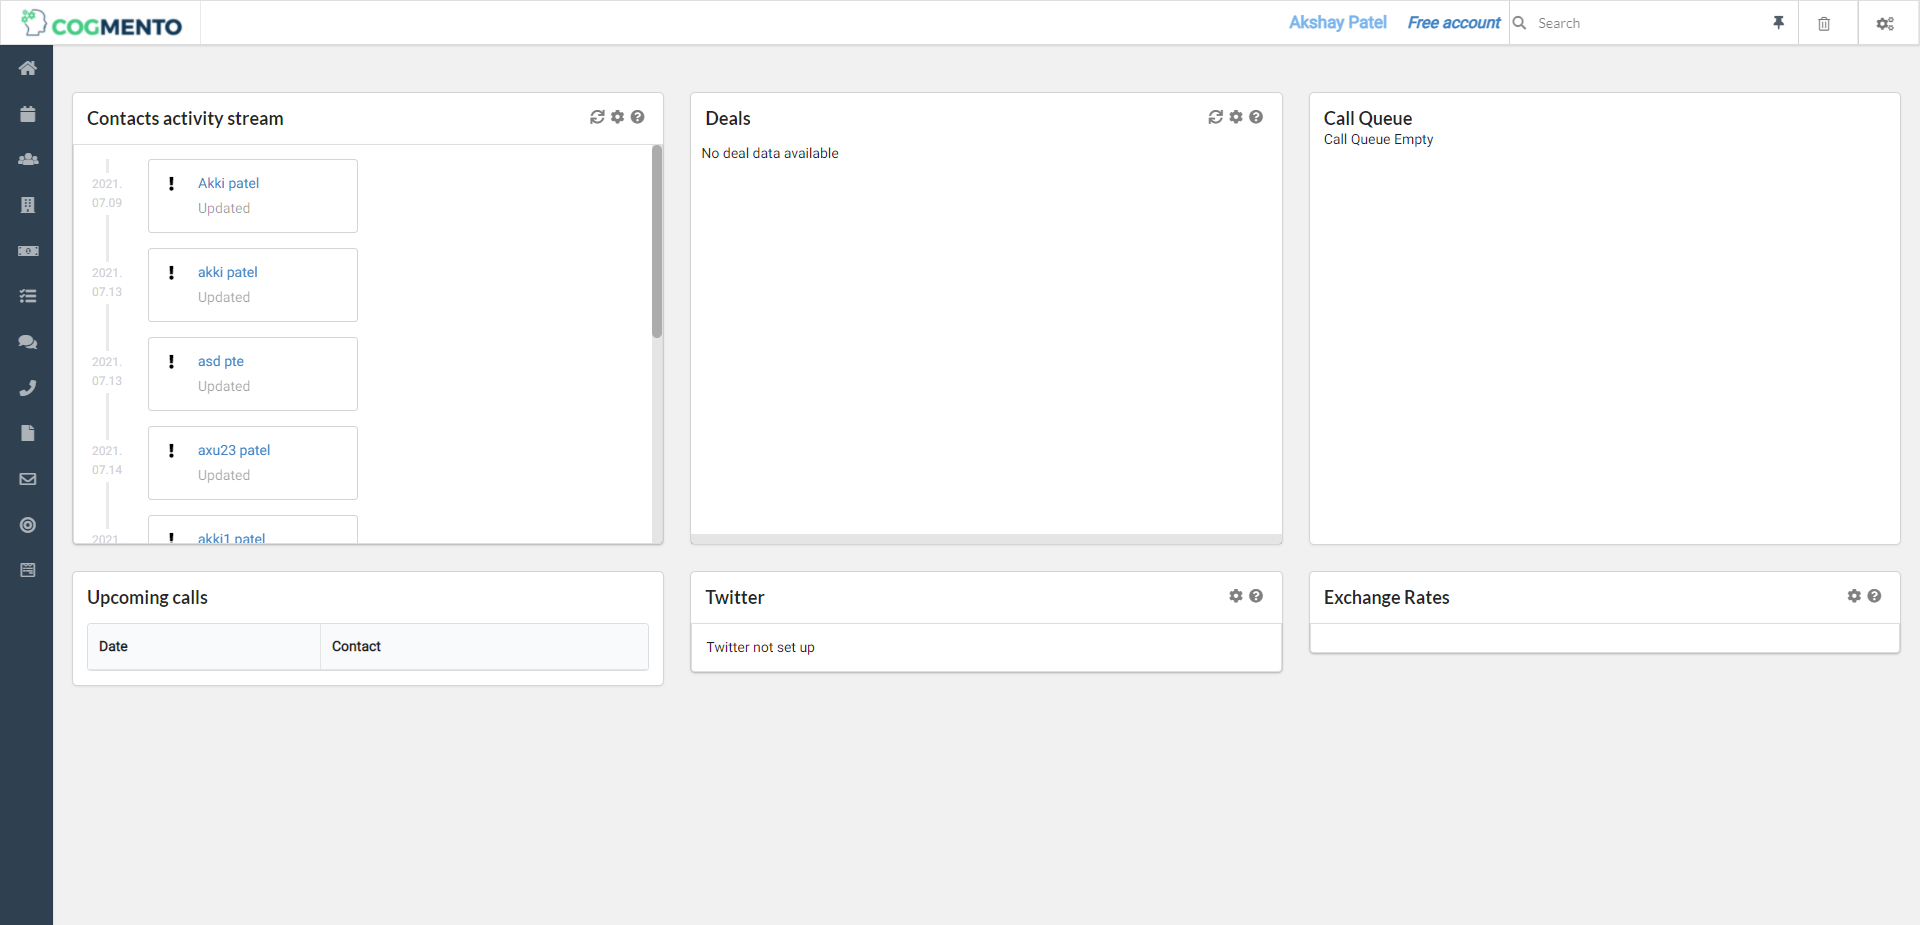 COGMENTO
Akshay Patel
Free account
Search
Contacts activity stream
2021.
07.09
Akki patel
Updated
2021.
07.13
akki patel
Updated
2021.
07.13
asd pte
Updated
2021.
07.14
axu23 patel
Updated
2021.
akki1 patel
Deals
No deal data available
Call Queue
Call Queue Empty
Upcoming calls
Date
Contact
Twitter
Twitter not set up
Exchange Rates